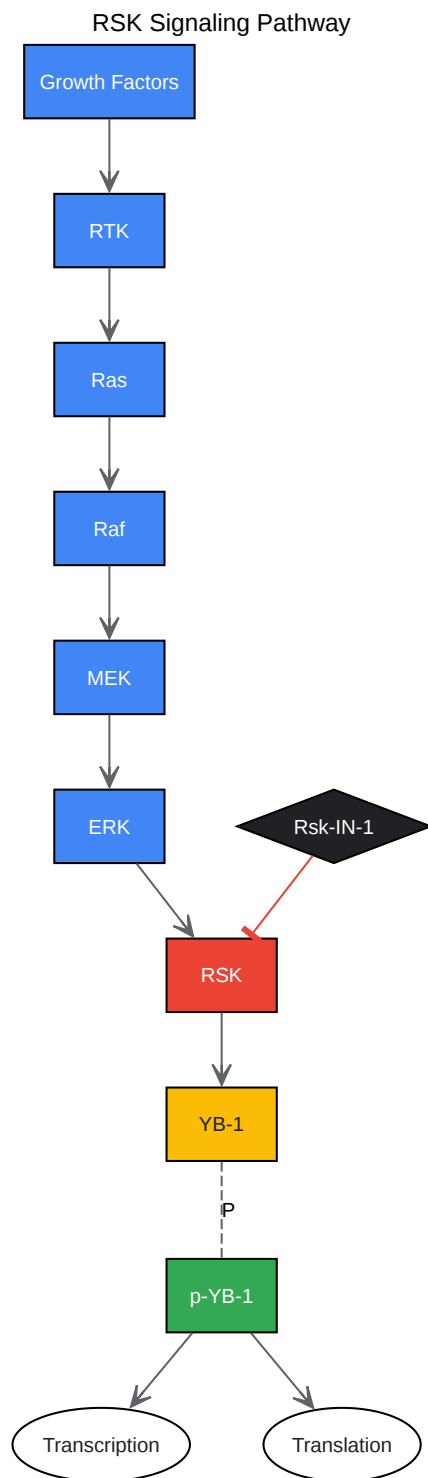 RSK Signaling Pathway
Growth Factors
RTK
Ras
Raf
MEK
ERK
Rsk-IN-1
RSK
YB-1
P
p-YB-1
Transcription
Translation